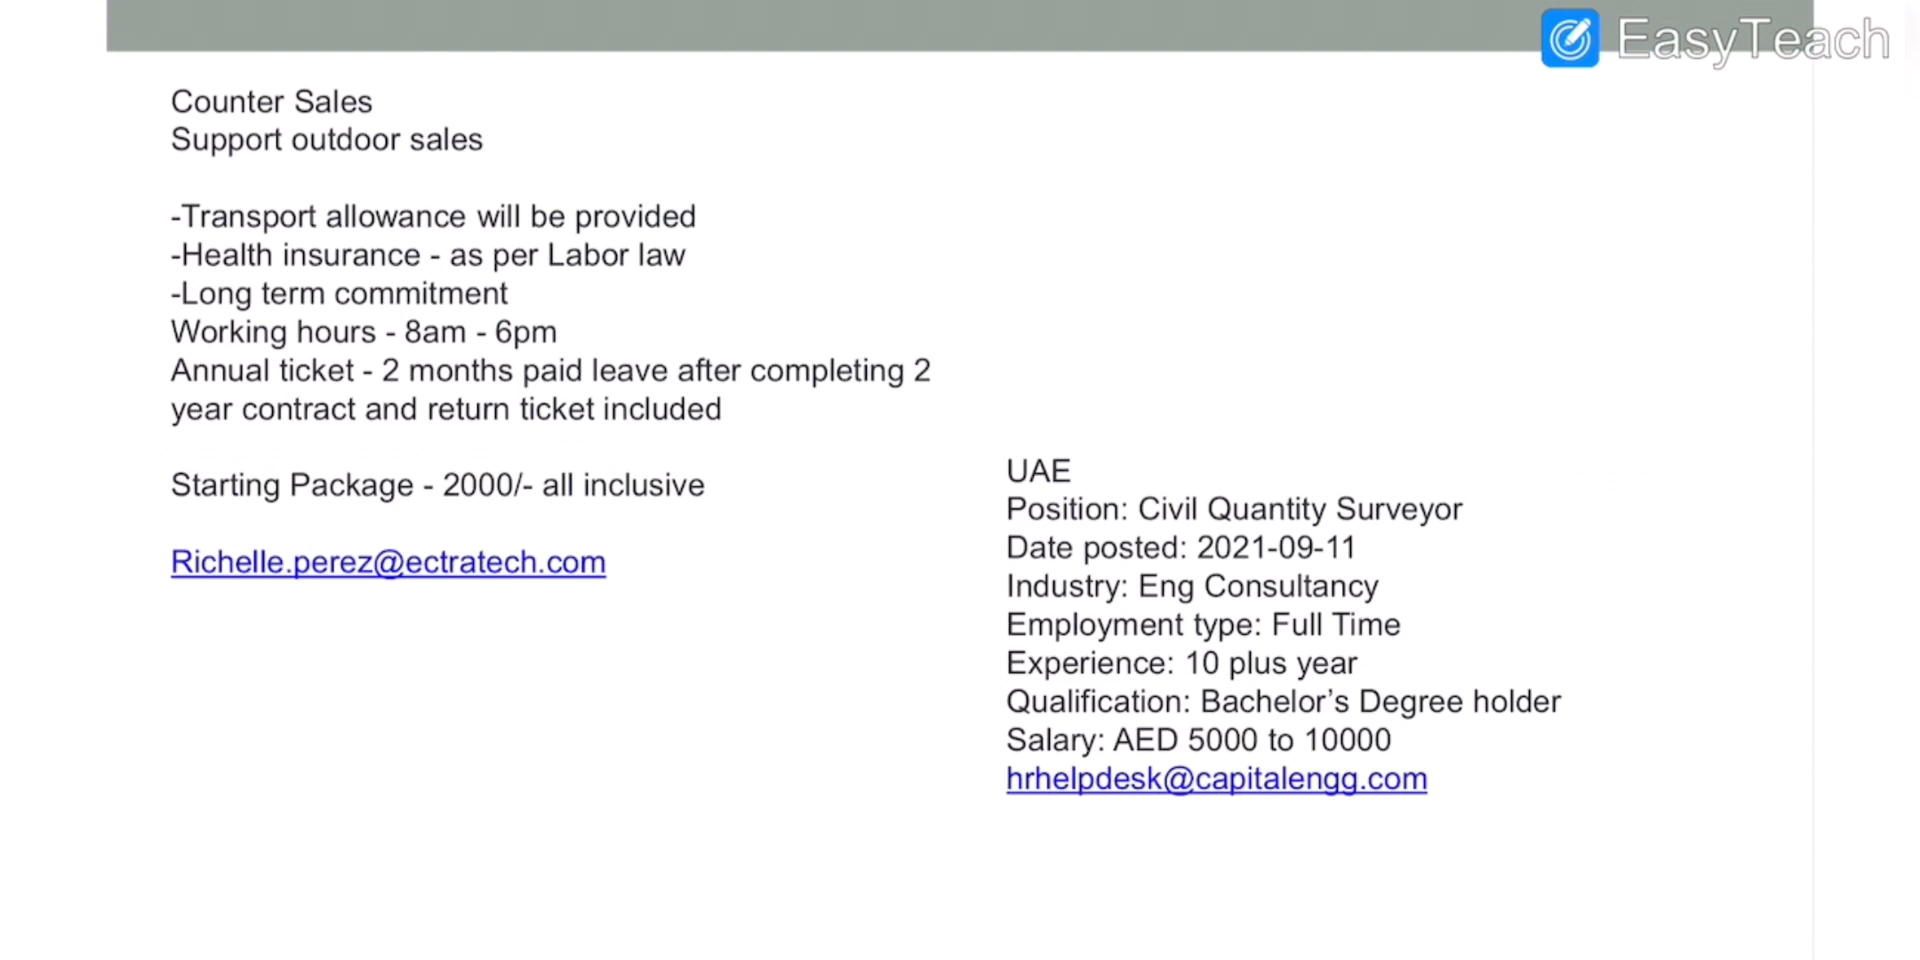 EasyTeach
Counter Sales
Support outdoor sales
-Transport allowance will be provided
-Health insurance - as per Labor law
-Long term commitment
Working hours - 8am - 6pm
Annual ticket - 2 months paid leave after completing 2
year contract and return ticket included
Starting Package - 2000/- all inclusive
Richelle.perez@ectratech.com
UAE
Position: Civil Quantity Surveyor
Date posted: 2021-09-11
Industry: Eng Consultancy
Employment type: Full Time
Experience: 10 plus year
Qualification: Bachelor’s Degree holder
Salary: AED 5000 to 10000
hrhelpdesk@capitalengg.com